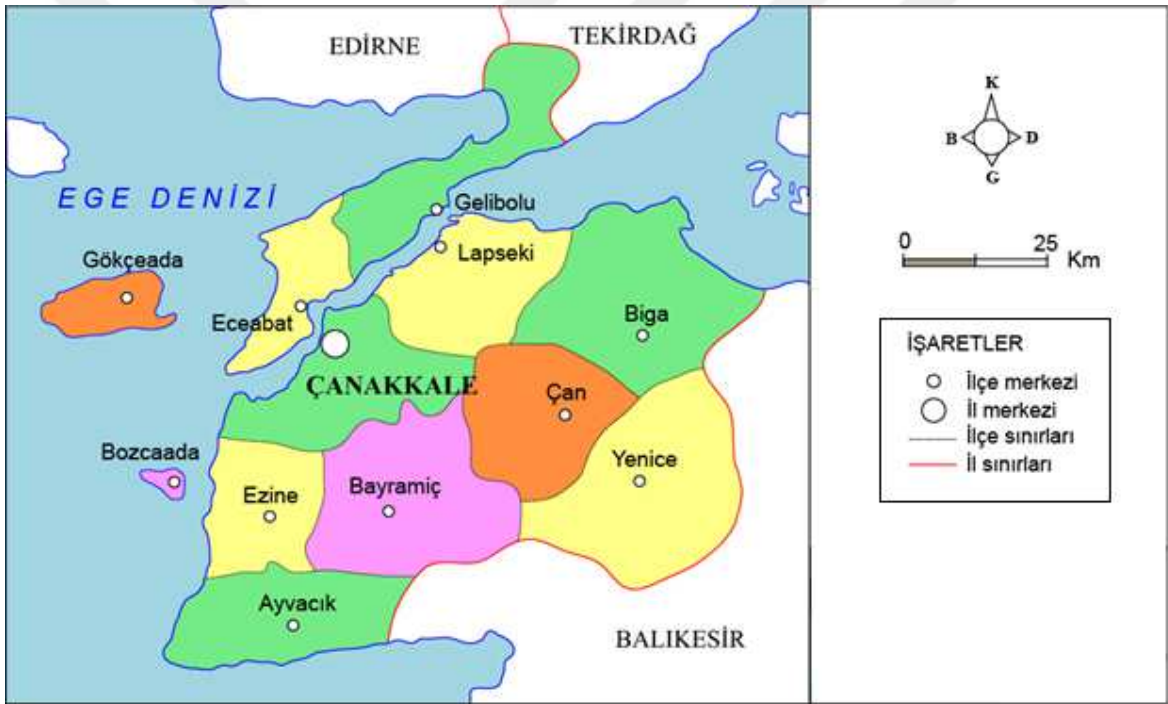 EDİRNE
TEKİRDAĞ
EGE DENİZİ
Gelibolu
Lapseki
Gökçeada
Eceabat
Biga
ÇANAKKALE
Çan
Bozcaada
Yenice
Ezine
Bayramiç
Ayvacık
BALIKESİR
K
B
D
G
0 25
Km
İŞARETLER
İlçe merkezi
İl merkezi
İlçe sınırları
İl sınırları